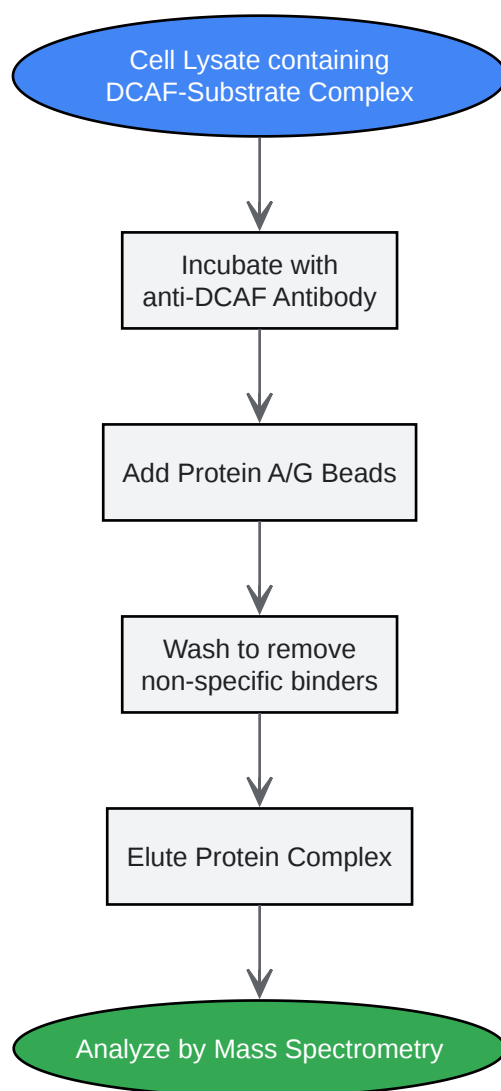 Cell Lysate containing
DCAF-Substrate Complex
Incubate with
anti-DCAF Antibody
Add Protein A/G Beads
Wash to remove
non-specific binders
Elute Protein Complex
Analyze by Mass Spectrometry